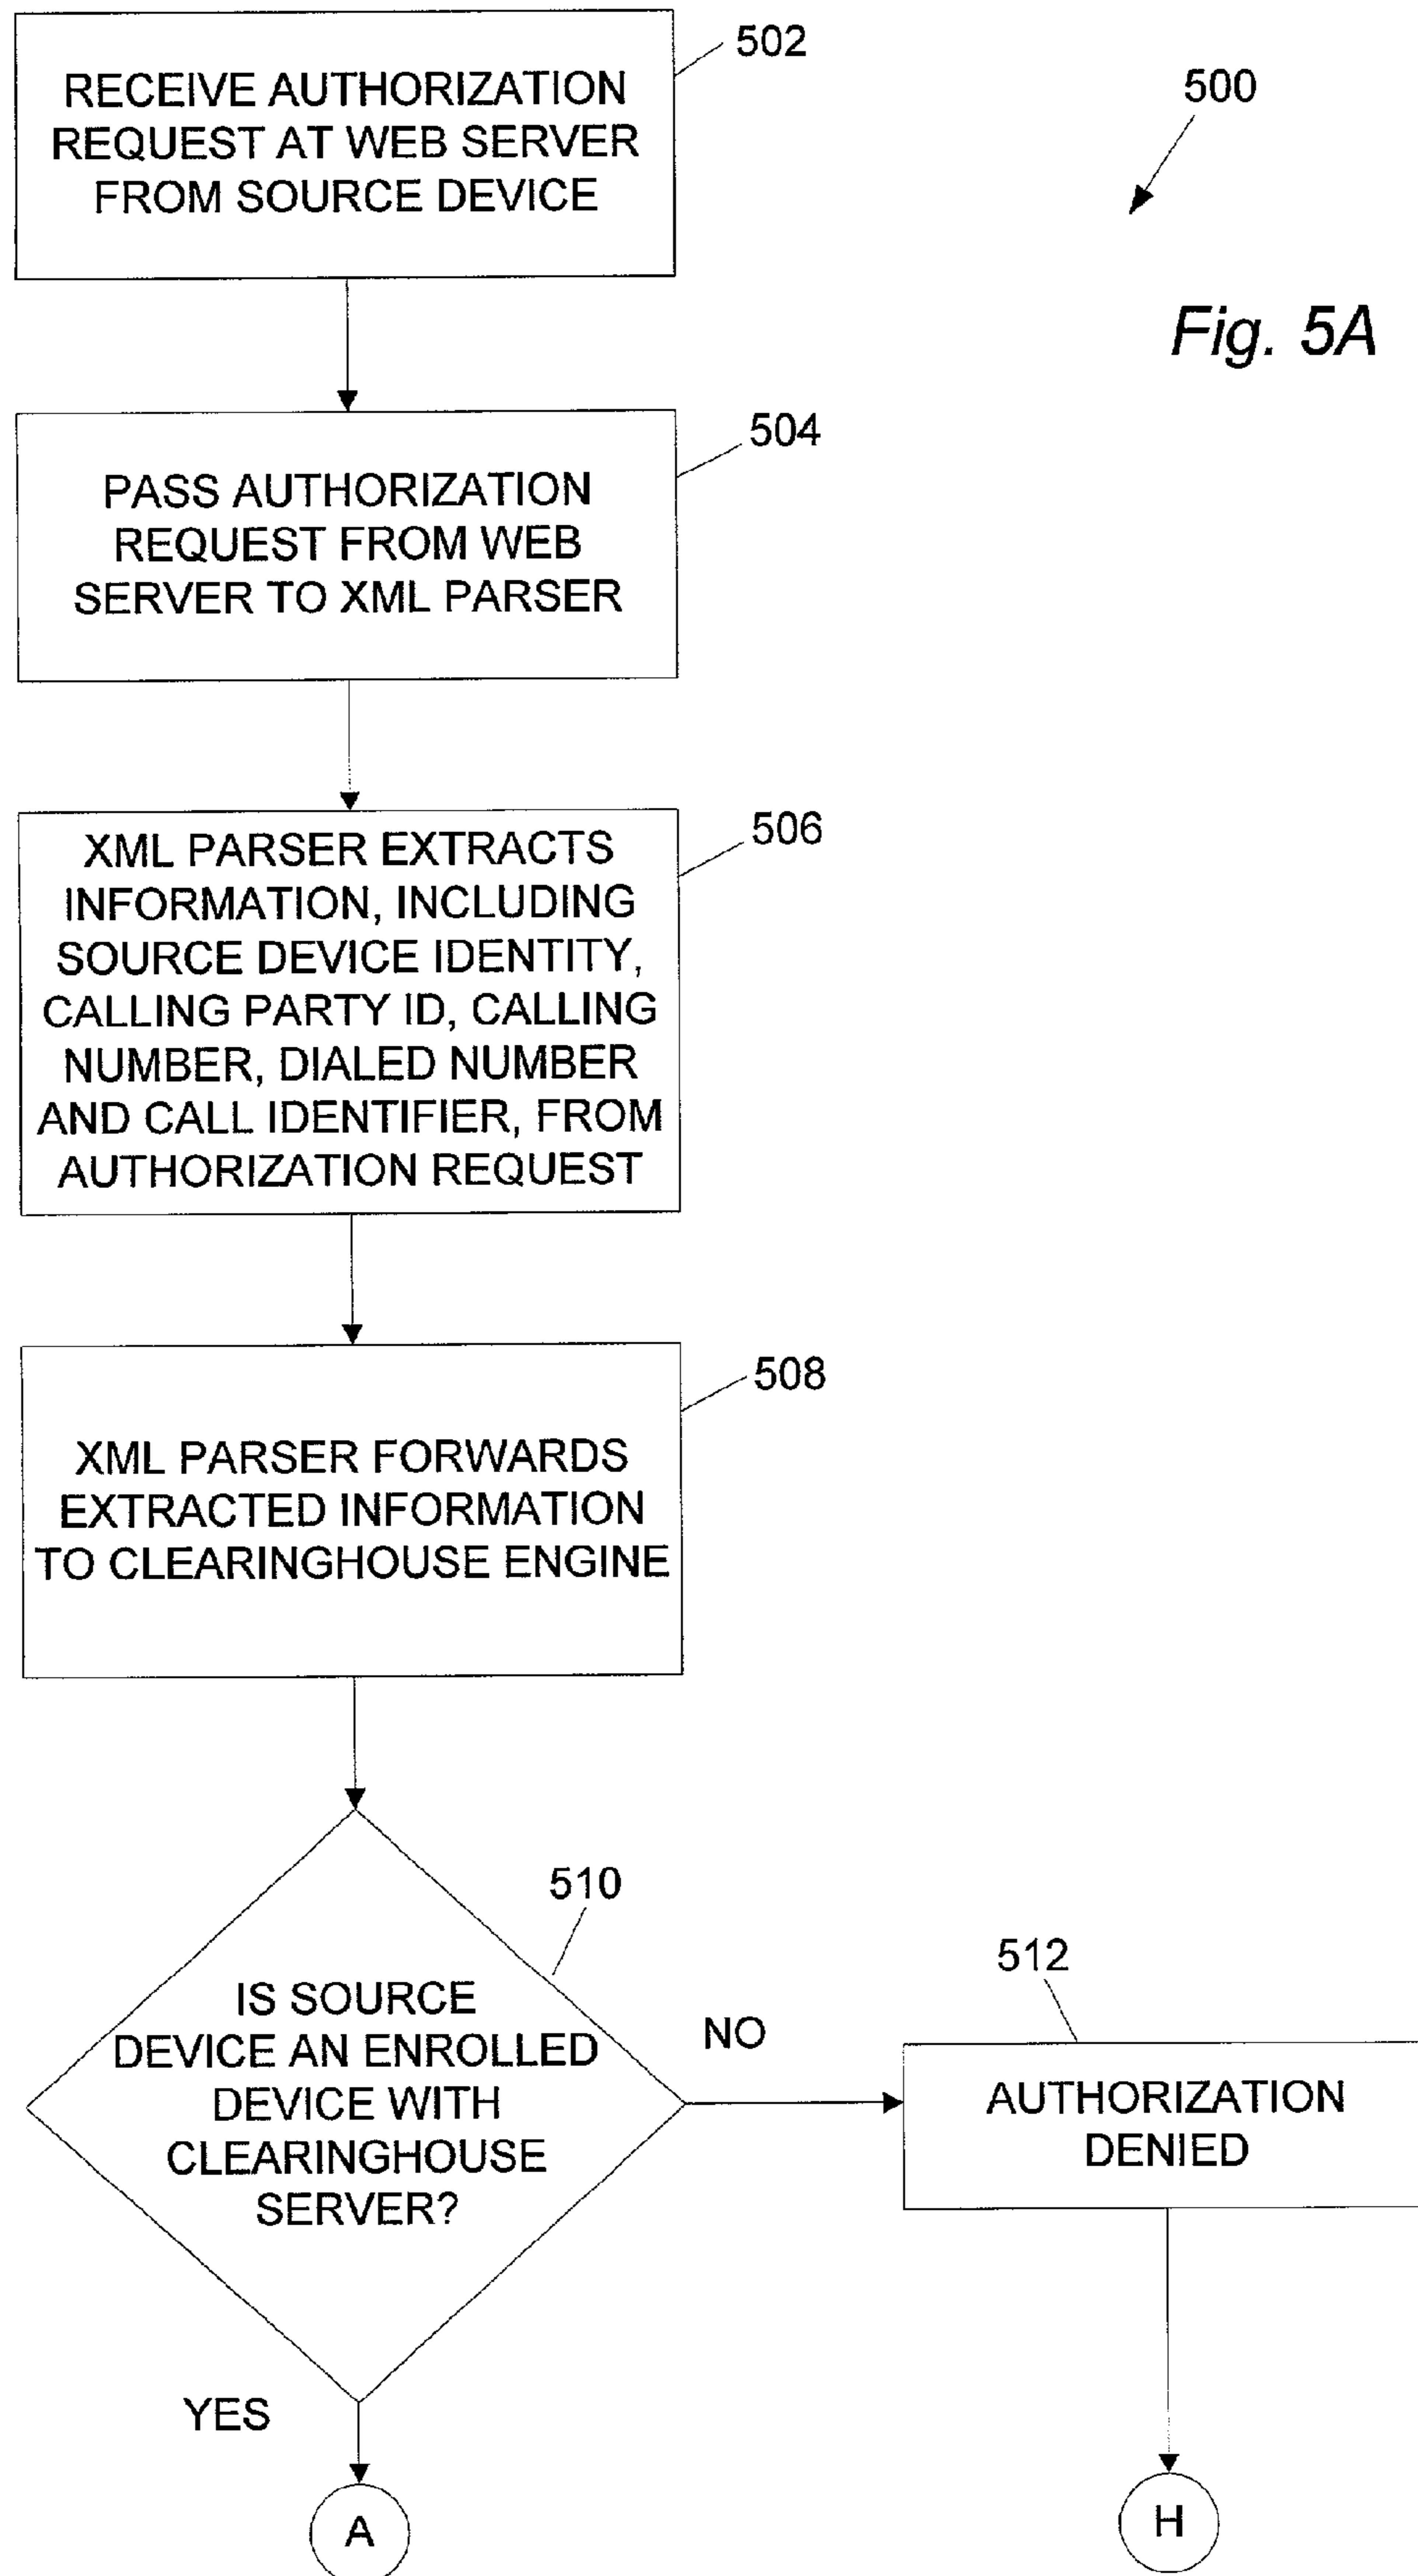 502
RECEIVE AUTHORIZATION
REQUEST AT WEB SERVER
FROM SOURCE DEVICE
500
Fig. 5A
504
PASS AUTHORIZATION
REQUEST FROM WEB
SERVER TO XML PARSER
506
XML PARSER EXTRACTS
INFORMATION, INCLUDING
SOURCE DEVICE IDENTITY,
CALLING PARTY ID, CALLING
NUMBER, DIALED NUMBER
AND CALL IDENTIFIER, FROM
AUTHORIZATION REQUEST
508
XML PARSER FORWARDS
EXTRACTED INFORMATION
TO CLEARINGHOUSE ENGINE
510
IS SOURCE
DEVICE AN ENROLLED
DEVICE WITH
CLEARINGHOUSE
SERVER?
NO
512
AUTHORIZATION
DENIED
YES
A
H